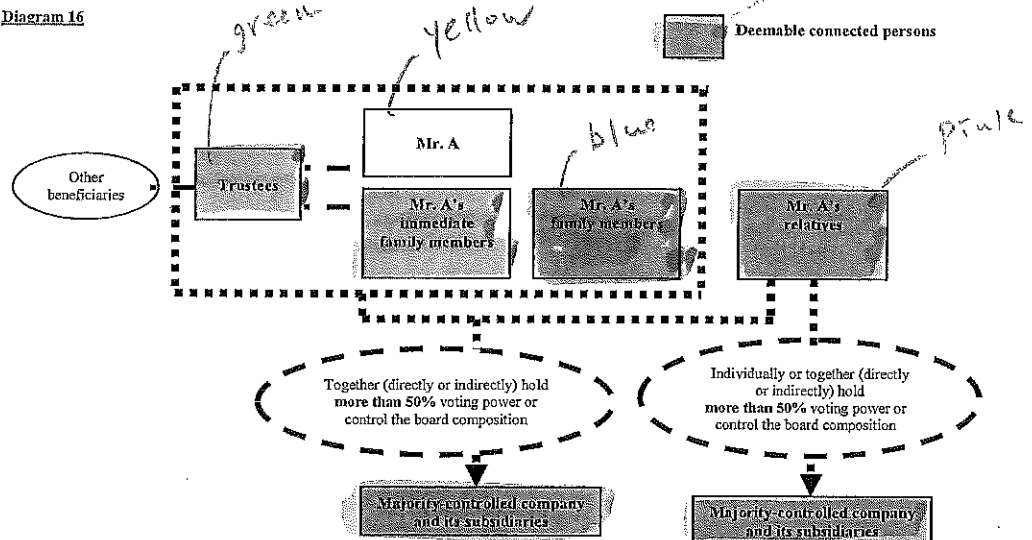 Diagram 16
green
yellow
Deemable connected persons
blue
Mr. A
Other
beneficiaries
Trustees
Mr. A's
immediate
family members
Mr. A's
family members
Mr. A's
relatives
Together (directly or indirectly) hold
more than 50% voting power or
control the board composition
Individually or together (directly
or indirectly) hold
more than 50% voting power or
control the board composition
Majority-controlled company
and its subsidiaries
Majority-controlled company
and its subsidiaries